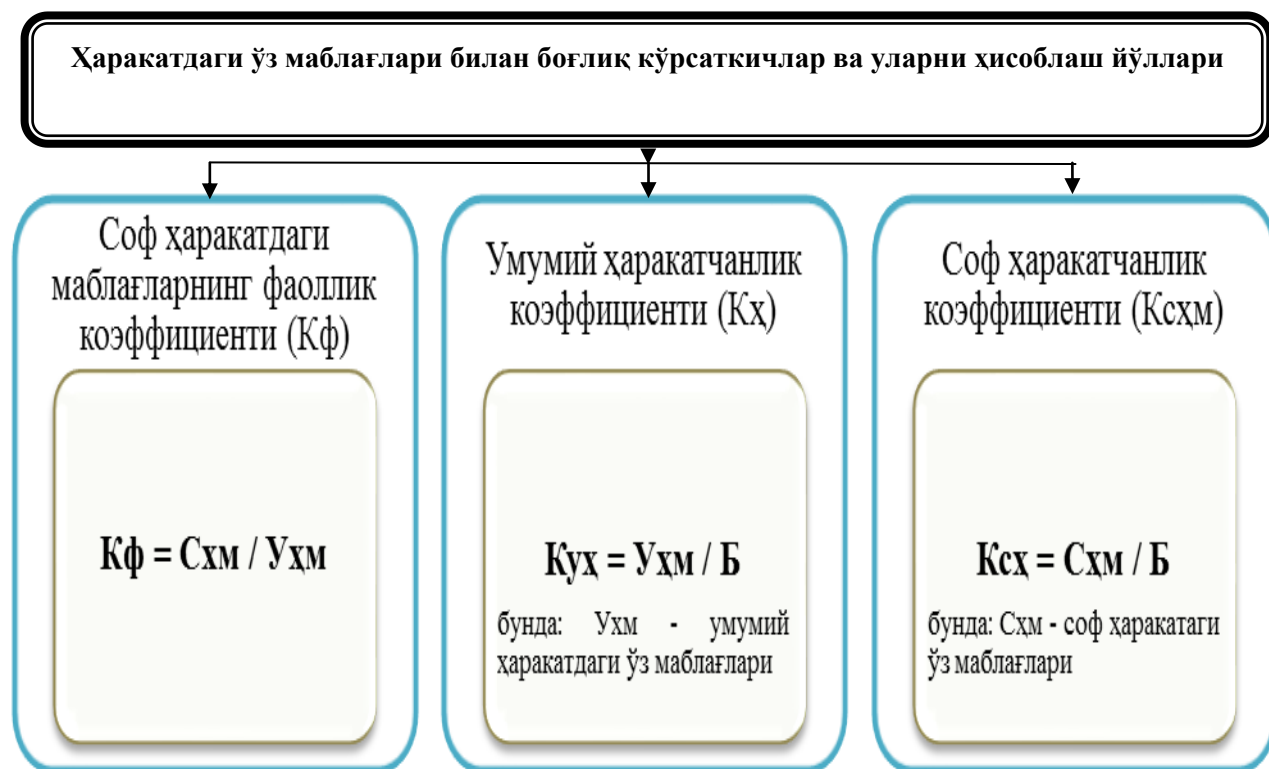 Ҳаракатдаги ўз маблағлари билан боғлиқ кўрсаткичлар ва уларни ҳисоблаш йўллари
Соф ҳаракатдаги
маблағларнинг фаоллик
коэффициенти (Кф)
Кф = Схм / Уҳм
Умумий ҳаракатчанлик
коэффициенти (Кҳ)
Куҳ = Уҳм / Б
бунда: Ухм - умумий
ҳаракатдаги ўз маблағлари
Соф ҳаракатчанлик
коэффициенти (Ксҳм)
Ксҳ = Сҳм / Б
бунда: Сҳм - соф ҳаракатаги
ўз маблағлари